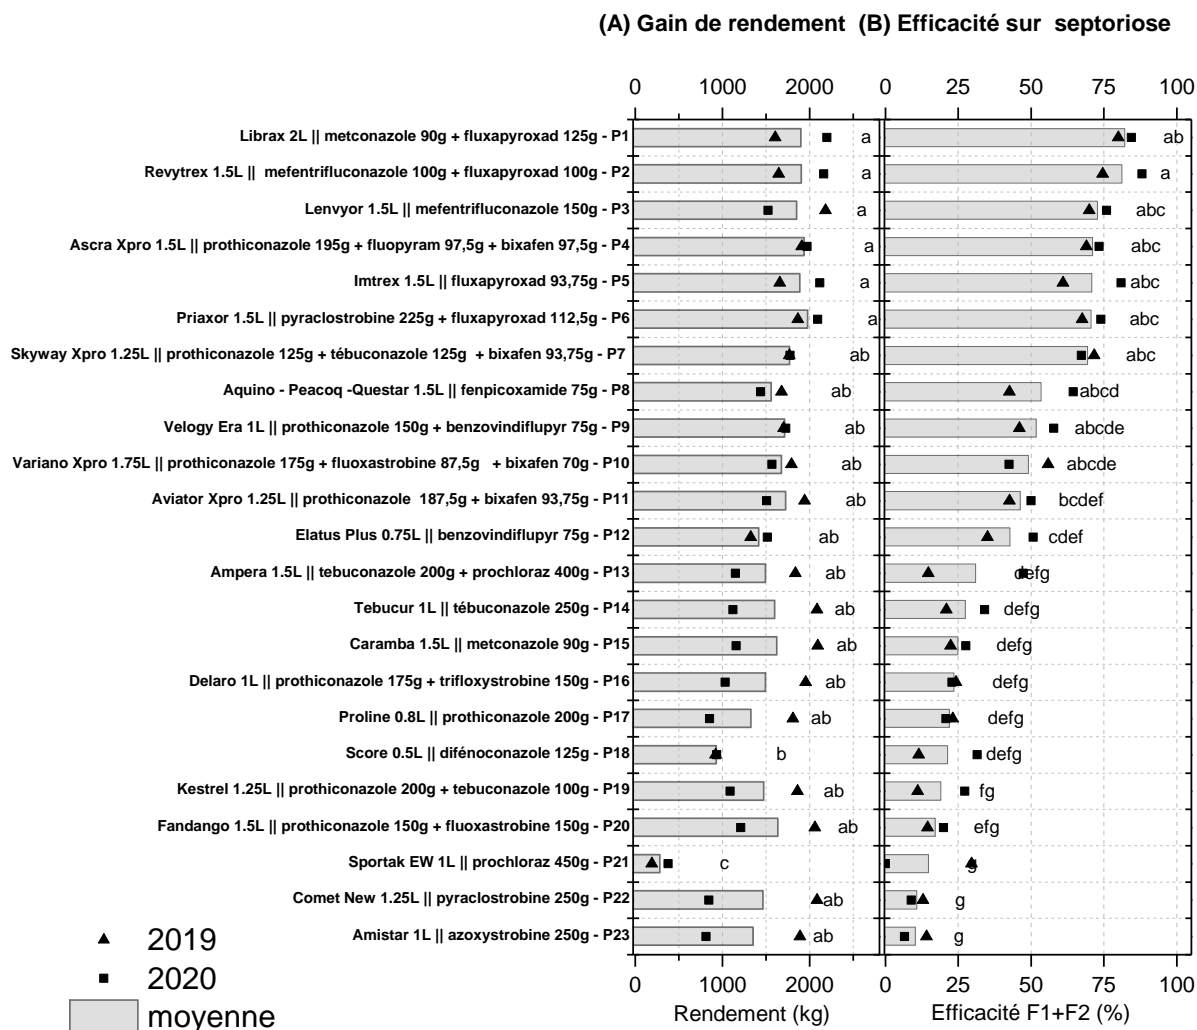 (A) Gain de rendement (B) Efficacité sur septoriose
0 1000 2000 0 25 50 75 100
Librax 2L || metconazole 90g + fluxapyroxad 125g - P1 a ab
Revytrex 1.5L || mefentrifluconazole 100g + fluxapyroxad 100g - P2 a a
Lenvyor 1.5L || mefentrifluconazole 150g - P3 a abc
Ascra Xpro 1.5L || prothiconazole 195g + fluopyram 97,5g + bixafen 97,5g - P4 a abc
Imtrex 1.5L || fluxapyroxad 93,75g - P5 a abc
Priaxor 1.5L || pyraclostrobine 225g + fluxapyroxad 112,5g - P6 a abc
Skyway Xpro 1.25L || prothiconazole 125g + tébuconazole 125g + bixafen 93,75g - P7 ab abc
Aquino - Peacoq -Questar 1.5L || fenpicoxamide 75g - P8 ab abcd
Velogy Era 1L || prothiconazole 150g + benzovindiflupyr 75g - P9 ab abcde
Variano Xpro 1.75L || prothiconazole 175g + fluoxastrobine 87,5g + bixafen 70g - P10 ab abcde
Aviator Xpro 1.25L || prothiconazole 187,5g + bixafen 93,75g - P11 ab bcdef
Elatus Plus 0.75L || benzovindiflupyr 75g - P12 ab cdef
Ampera 1.5L || tebuconazole 200g + prochloraz 400g - P13 ab defg
Tebucur 1L || tébuconazole 250g - P14 ab defg
Caramba 1.5L || metconazole 90g - P15 ab defg
Delaro 1L || prothiconazole 175g + trifloxystrobine 150g - P16 ab defg
Proline 0.8L || prothiconazole 200g - P17 ab defg
Score 0.5L || difénoconazole 125g - P18 b defg
Kestrel 1.25L || prothiconazole 200g + tebuconazole 100g - P19 ab fg
Fandango 1.5L || prothiconazole 150g + fluoxastrobine 150g - P20 ab efg
Sportak EW 1L || prochloraz 450g - P21 c g
Comet New 1.25L || pyraclostrobine 250g - P22 ab g
Amistar 1L || azoxystrobine 250g - P23 ab g
0 1000 2000 0 25 50 75 100
Rendement (kg) Efficacité F1+F2 (%)
2019
2020
moyenne